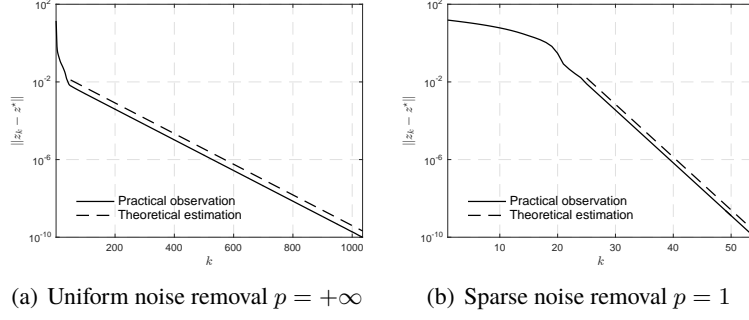 10^2
10^-2
10^-6
10^-10
‖z_k − z⋆‖
Practical observation
Theoretical estimation
200 400 600 800 1000
k
(a) Uniform noise removal p = +∞
10^2
10^-2
10^-6
10^-10
‖z_k − z⋆‖
Practical observation
Theoretical estimation
10 20 30 40 50
k
(b) Sparse noise removal p = 1